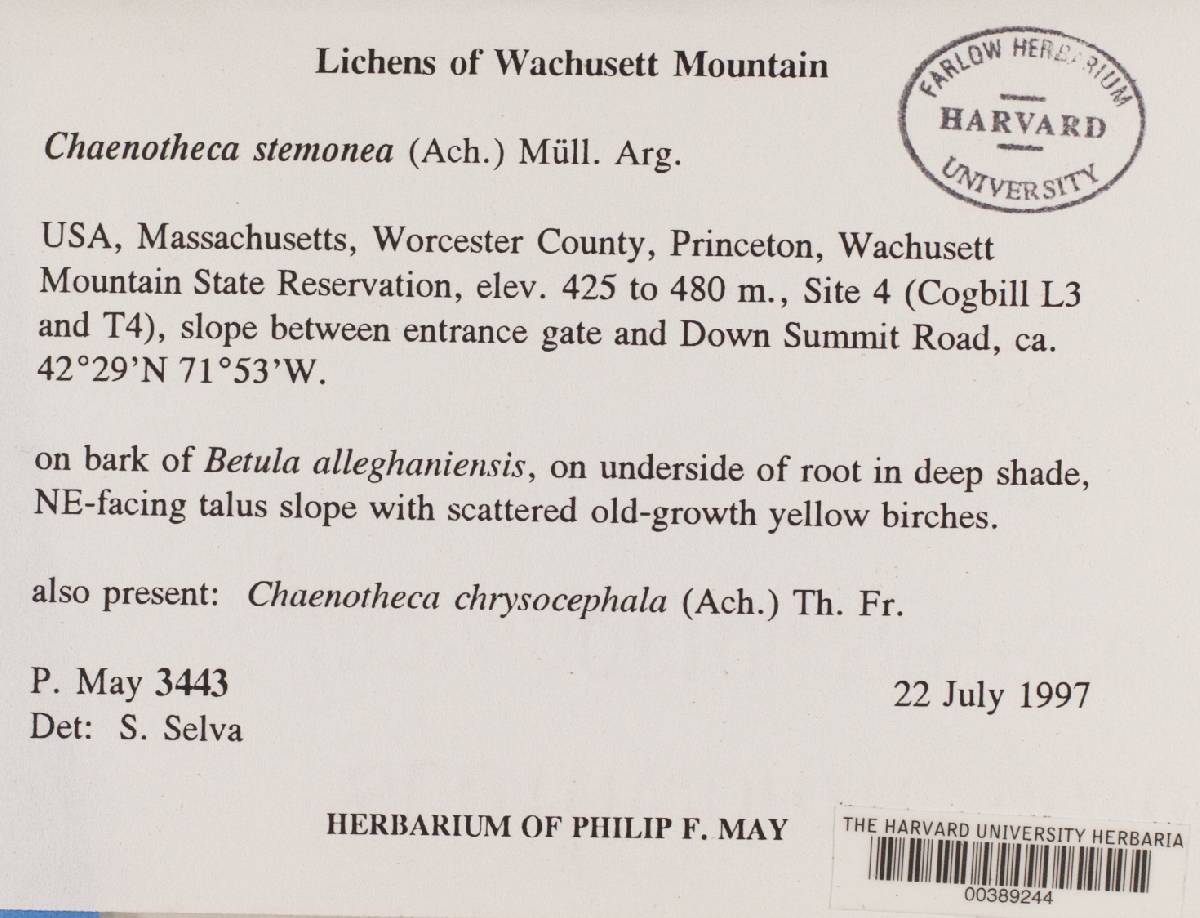 Lichens of Wachusett Mountain
FARLOW HERBARIUM
HARVARD
UNIVERSITY
Chaenotheca stemonea (Ach.) Müll. Arg.
USA, Massachusetts, Worcester County, Princeton, Wachusett
Mountain State Reservation, elev. 425 to 480 m., Site 4 (Cogbill L3
and T4), slope between entrance gate and Down Summit Road, ca.
42°29’N 71°53’W.
on bark of Betula alleghaniensis, on underside of root in deep shade,
NE-facing talus slope with scattered old-growth yellow birches.
also present: Chaenotheca chrysocephala (Ach.) Th. Fr.
P. May 3443
22 July 1997
Det: S. Selva
HERBARIUM OF PHILIP F. MAY
THE HARVARD UNIVERSITY HERBARIA
00389244